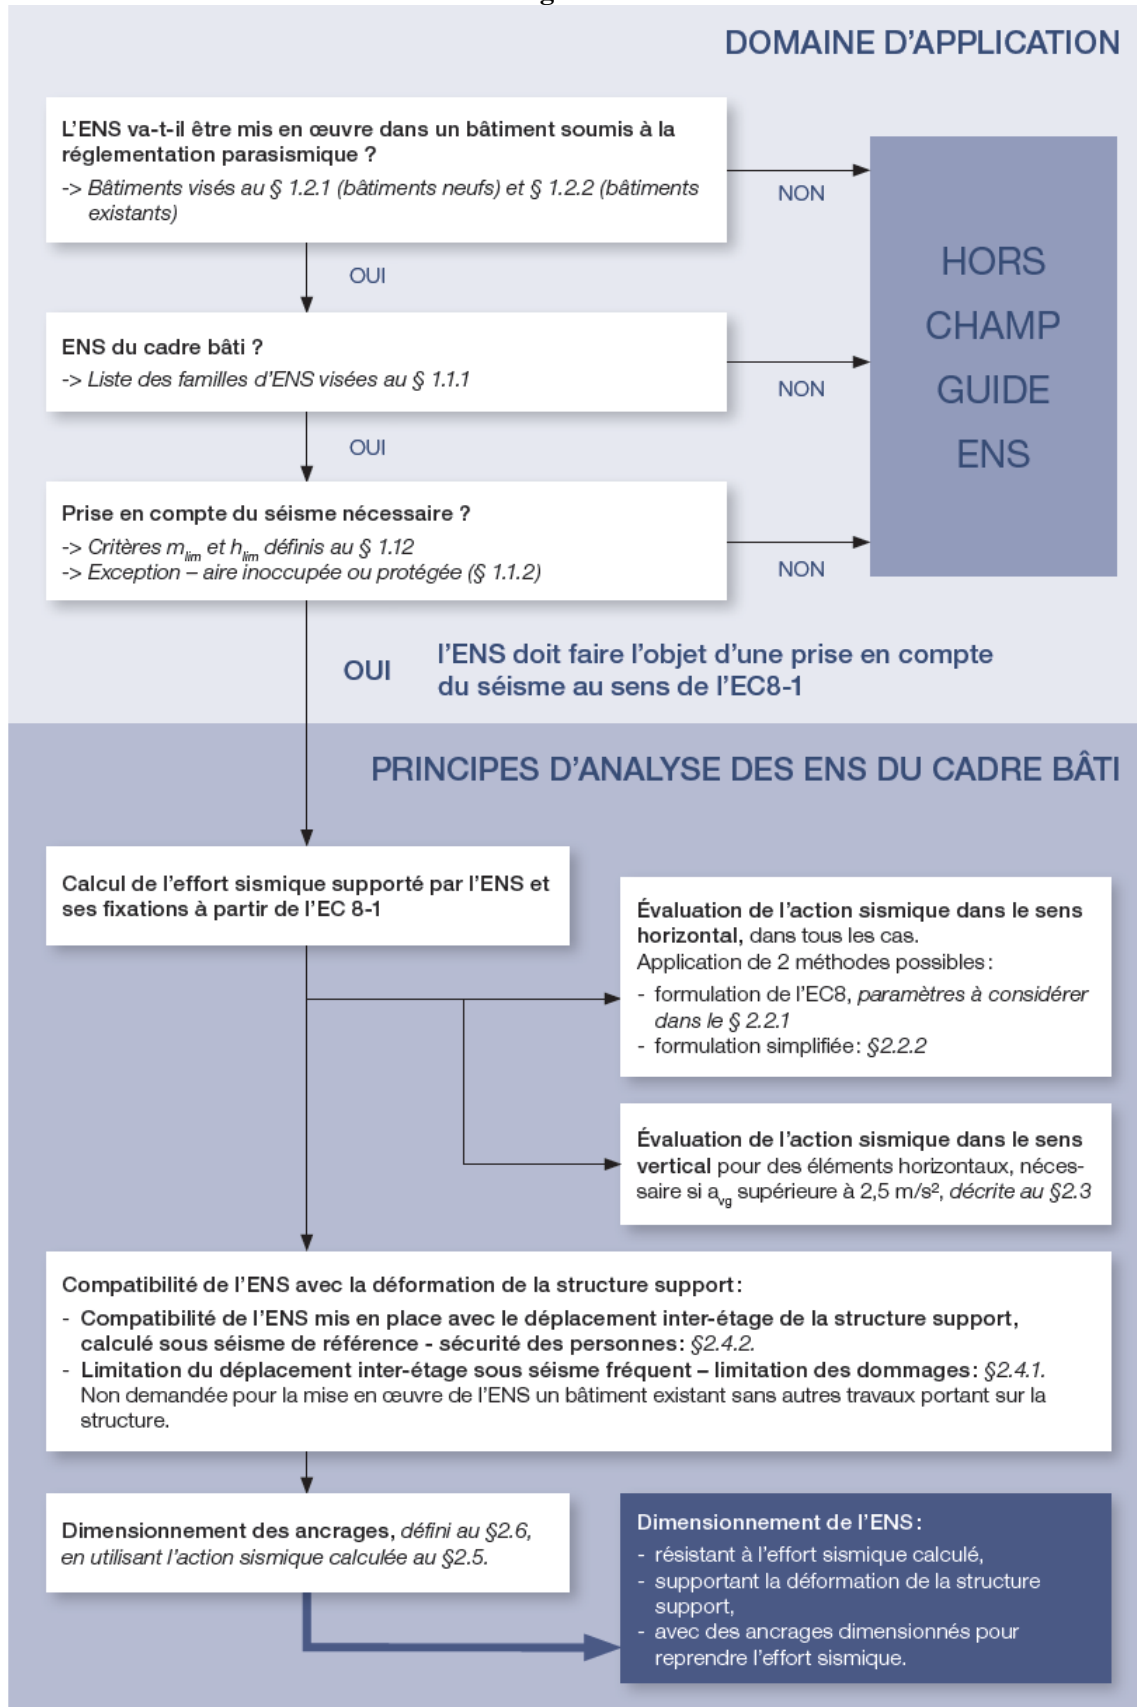 DOMAINE D'APPLICATION
L'ENS va-t-il être mis en œuvre dans un bâtiment soumis à la
réglementation parasismique ?
-> Bâtiments visés au § 1.2.1 (bâtiments neufs) et § 1.2.2 (bâtiments
existants)
NON
OUI
HORS
CHAMP
GUIDE
ENS
ENS du cadre bâti ?
-> Liste des familles d'ENS visées au § 1.1.1
NON
OUI
Prise en compte du séisme nécessaire ?
-> Critères mlim et hlim définis au § 1.12
-> Exception – aire inoccupée ou protégée (§ 1.1.2)
NON
OUI
l'ENS doit faire l'objet d'une prise en compte
du séisme au sens de l'EC8-1
PRINCIPES D'ANALYSE DES ENS DU CADRE BÂTI
Calcul de l'effort sismique supporté par l'ENS et
ses fixations à partir de l'EC 8-1
Évaluation de l'action sismique dans le sens
horizontal, dans tous les cas.
Application de 2 méthodes possibles :
- formulation de l'EC8, paramètres à considérer
dans le § 2.2.1
- formulation simplifiée : §2.2.2
Évaluation de l'action sismique dans le sens
vertical pour des éléments horizontaux, néces-
saire si avg supérieure à 2,5 m/s², décrite au §2.3
Compatibilité de l'ENS avec la déformation de la structure support :
- Compatibilité de l'ENS mis en place avec le déplacement inter-étage de la structure support,
calculé sous séisme de référence - sécurité des personnes : §2.4.2.
- Limitation du déplacement inter-étage sous séisme fréquent – limitation des dommages : §2.4.1.
Non demandée pour la mise en œuvre de l'ENS un bâtiment existant sans autres travaux portant sur la
structure.
Dimensionnement des ancrages, défini au §2.6,
en utilisant l'action sismique calculée au §2.5.
Dimensionnement de l'ENS :
- résistant à l'effort sismique calculé,
- supportant la déformation de la structure
support,
- avec des ancrages dimensionnés pour
reprendre l'effort sismique.